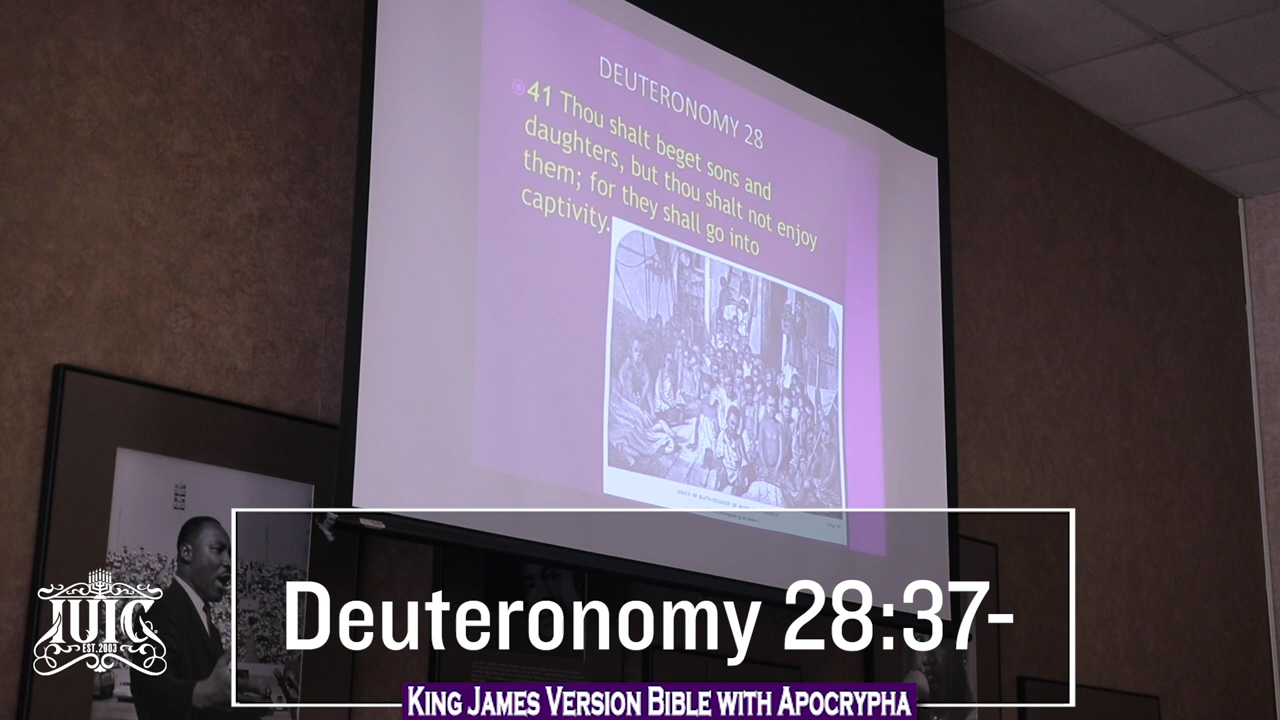 DEUTERONOMY 28
41 Thou shalt beget sons and
daughters, but thou shalt not enjoy
them; for they shall go into
captivity.
IUIC
EST. 2003
Deuteronomy 28:37-
King James Version Bible with Apocrypha